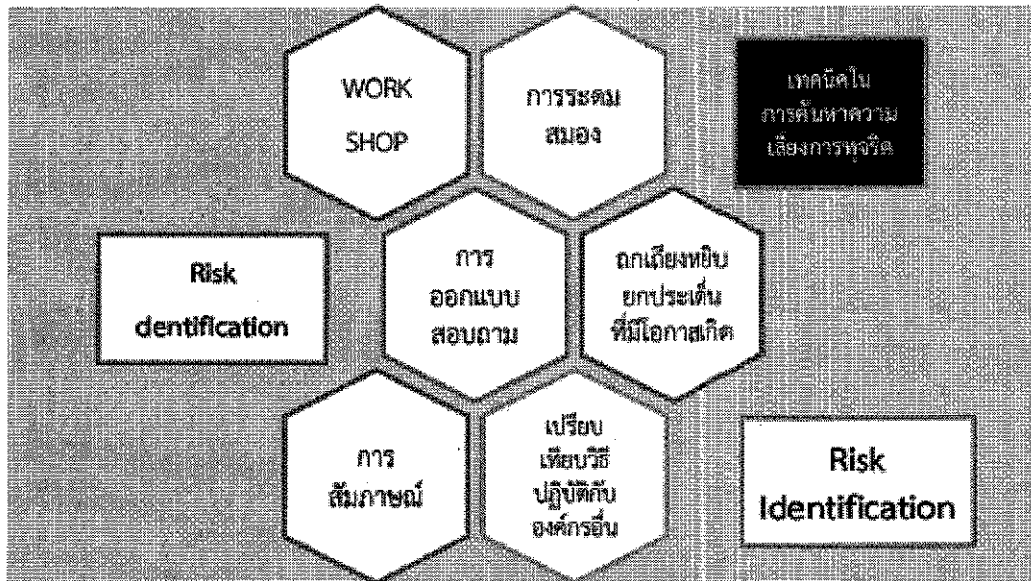 WORK
SHOP
การระดม
สมอง
เทคนิคใน
การค้นหาความ
เสี่ยงการทุจริต
Risk
dentification
การ
ออกแบบ
สอบถาม
ถกเถียงหยิบ
ยกประเด็น
ที่มีโอกาสเกิด
การ
สัมภาษณ์
เปรียบ
เทียบวิธี
ปฏิบัติกับ
องค์กรอื่น
Risk
Identification